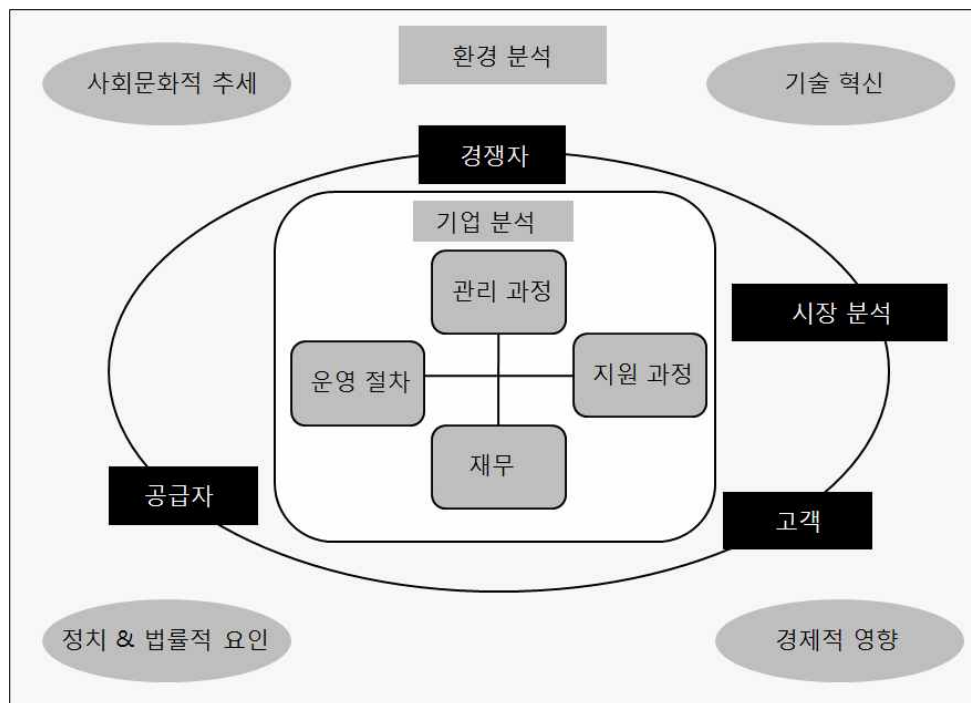 환경 분석
사회문화적 추세
기술 혁신
경쟁자
기업 분석
관리 과정
시장 분석
운영 절차
지원 과정
재무
공급자
고객
정치 & 법률적 요인
경제적 영향